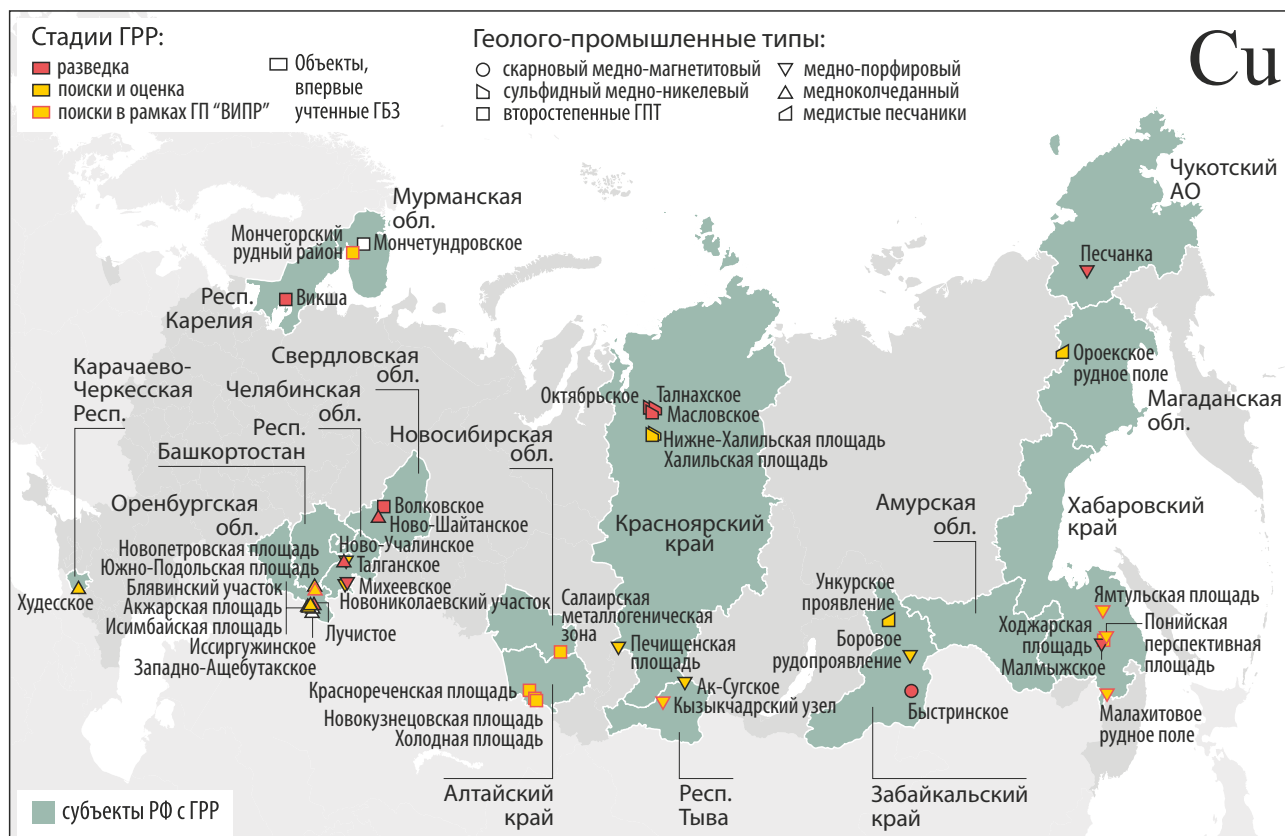 Стадии ГРР:
разведка
поиски и оценка
поиски в рамках ГП "ВИПР"
Объекты,
впервые
учтенные ГБЗ
Геолого-промышленные типы:
скарновый медно-магнетитовый
сульфидный медно-никелевый
второстепенные ГПТ
медно-порфировый
медноколчеданный
медистые песчаники
Cu
Чукотский
АО
Мурманская
обл.
Мончегорский
рудный район
Мончетундровское
Песчанка
Респ.
Карелия
Викша
Карачаево-
Черкесская
Респ.
Свердловская
обл.
Челябинская
обл.
Респ.
Башкортостан
Оренбургская
обл.
Новосибирская
обл.
Октябрьское
Талнахское
Масловское
Нижне-Халильская площадь
Халильская площадь
Ороекское
рудное поле
Магаданская
обл.
Волковское
Ново-Шайтанское
Красноярский
край
Амурская
обл.
Хабаровский
край
Новопетровская площадь
Южно-Подольская площадь
Блявинский участок
Акжарская площадь
Исимбайская площадь
Иссиргужинское
Западно-Ащебутакское
Ново-Учалинское
Талганское
Михеевское
Новониколаевский участок
Лучистое
Худесское
Салаирская
металлогеническая
зона
Печищенская
площадь
Ункурское
проявление
Боровое
рудопроявление
Ямтульская площадь
Ходжарская
площадь
Малмыжское
Понийская
перспективная
площадь
Краснореченская площадь
Новокузнецовская площадь
Холодная площадь
Ак-Сугское
Кызыкчадрский узел
Быстринское
Малахитовое
рудное поле
Алтайский
край
Респ.
Тыва
Забайкальский
край
субъекты РФ с ГРР